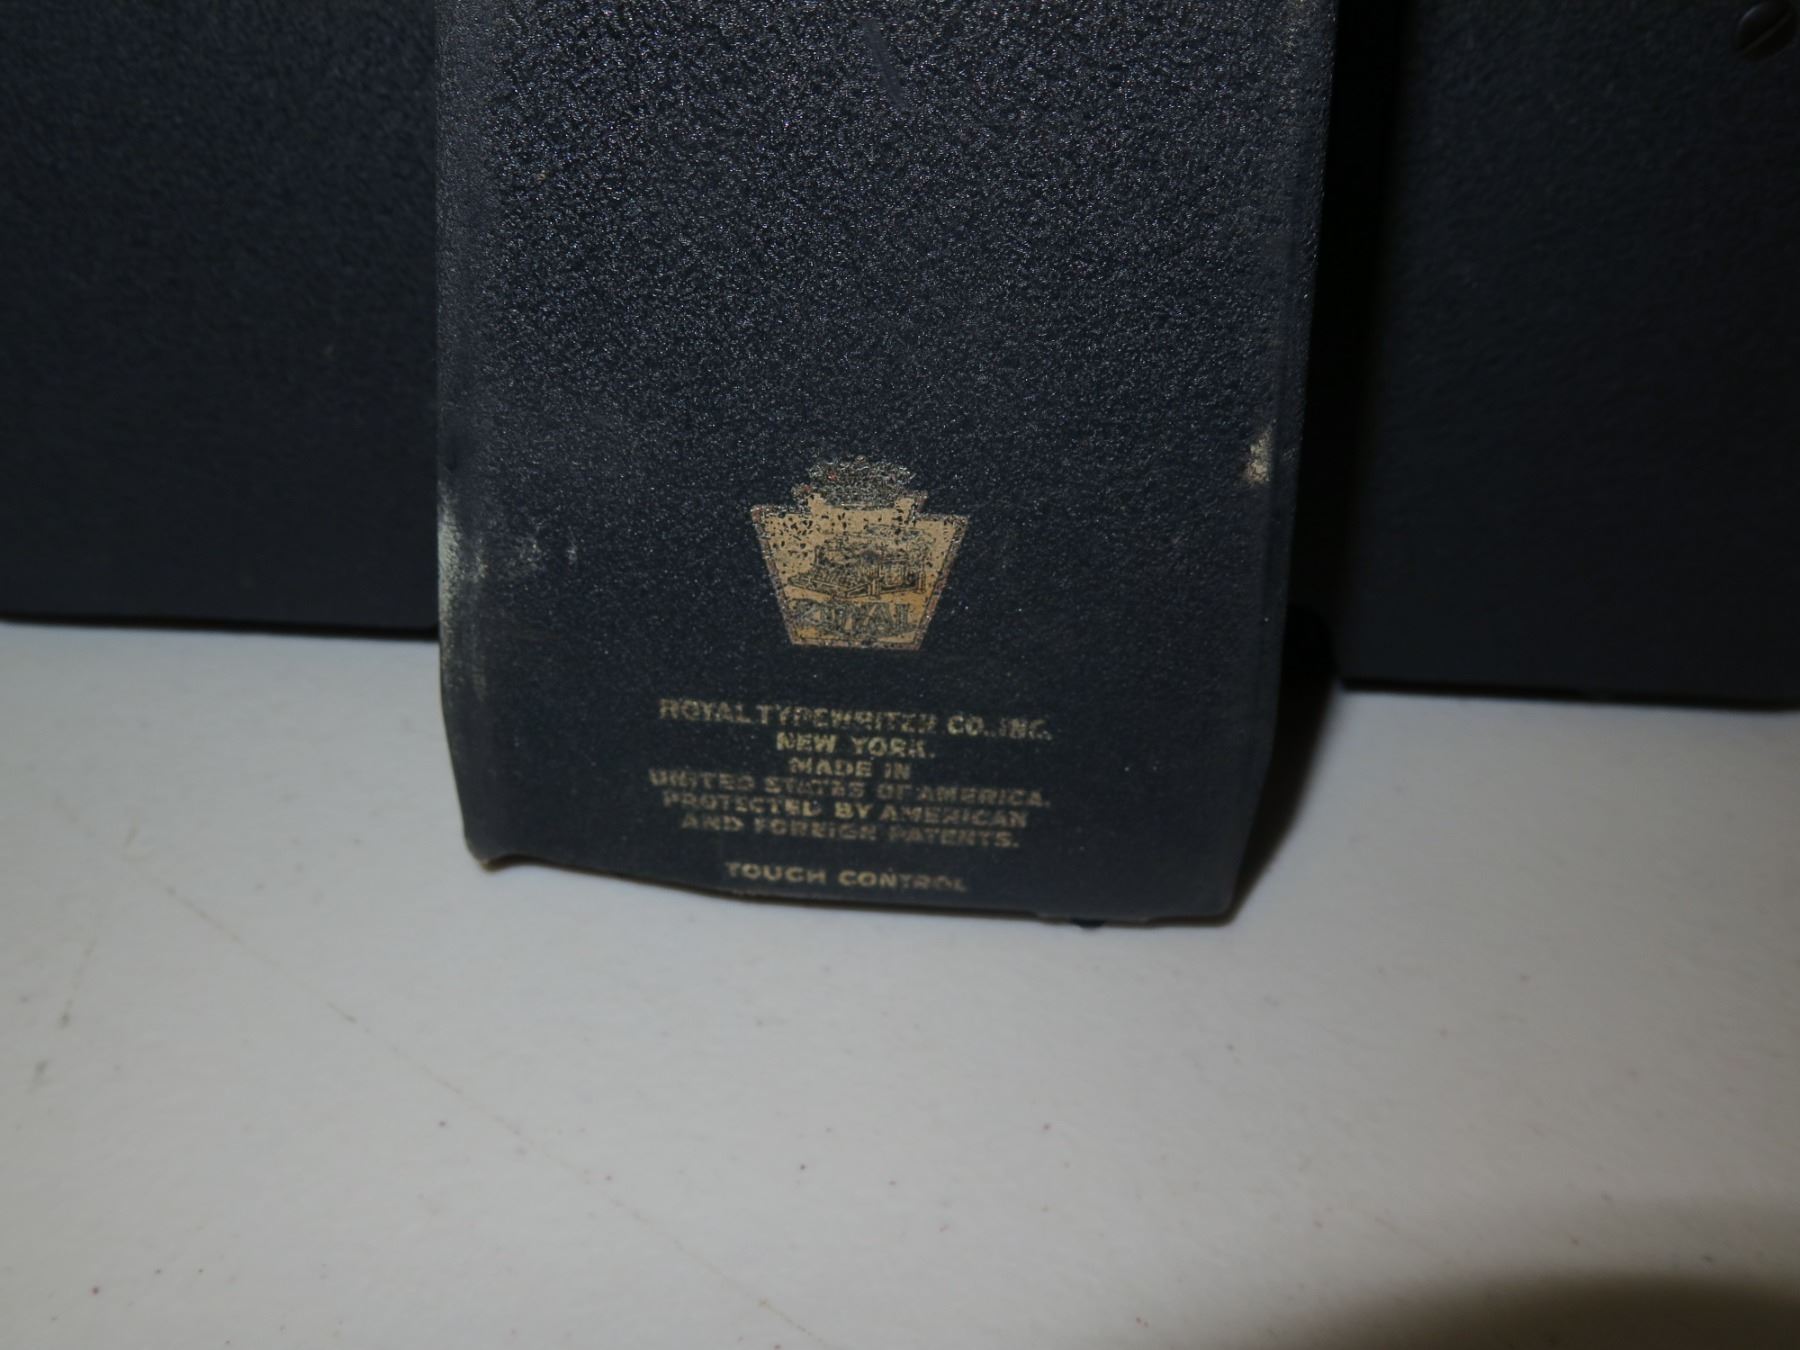 ROYAL
ROYAL TYPEWRITER CO., INC.
NEW YORK.
MADE IN
UNITED STATES OF AMERICA.
PROTECTED BY AMERICAN
AND FOREIGN PATENTS.
TOUCH CONTROL